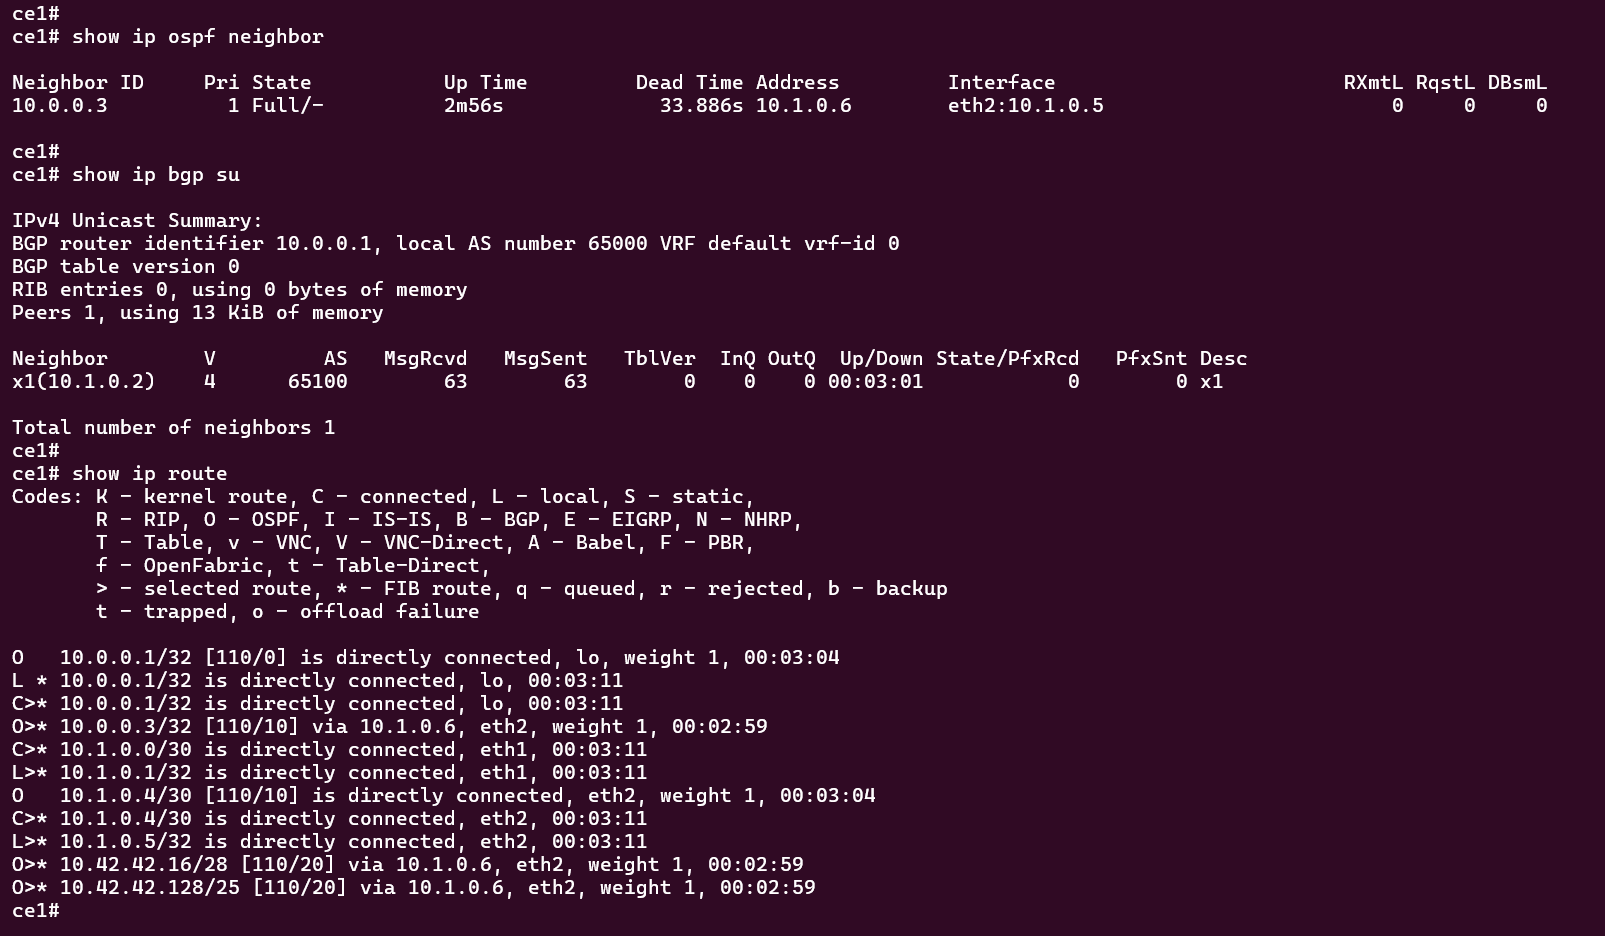 ce1#
ce1# show ip ospf neighbor
Neighbor ID     Pri State           Up Time         Dead Time Address         Interface                        RXmtL RqstL DBsmL
10.0.0.3          1 Full/-          2m56s             33.886s 10.1.0.6        eth2:10.1.0.5                        0     0     0
ce1#
ce1# show ip bgp su
IPv4 Unicast Summary:
BGP router identifier 10.0.0.1, local AS number 65000 VRF default vrf-id 0
BGP table version 0
RIB entries 0, using 0 bytes of memory
Peers 1, using 13 KiB of memory
Neighbor        V         AS   MsgRcvd   MsgSent   TblVer  InQ OutQ  Up/Down State/PfxRcd   PfxSnt Desc
x1(10.1.0.2)    4      65100        63        63        0    0    0 00:03:01            0        0 x1
Total number of neighbors 1
ce1#
ce1# show ip route
Codes: K - kernel route, C - connected, L - local, S - static,
       R - RIP, O - OSPF, I - IS-IS, B - BGP, E - EIGRP, N - NHRP,
       T - Table, v - VNC, V - VNC-Direct, A - Babel, F - PBR,
       f - OpenFabric, t - Table-Direct,
       > - selected route, * - FIB route, q - queued, r - rejected, b - backup
       t - trapped, o - offload failure
O   10.0.0.1/32 [110/0] is directly connected, lo, weight 1, 00:03:04
L * 10.0.0.1/32 is directly connected, lo, 00:03:11
C>* 10.0.0.1/32 is directly connected, lo, 00:03:11
O>* 10.0.0.3/32 [110/10] via 10.1.0.6, eth2, weight 1, 00:02:59
C>* 10.1.0.0/30 is directly connected, eth1, 00:03:11
L>* 10.1.0.1/32 is directly connected, eth1, 00:03:11
O   10.1.0.4/30 [110/10] is directly connected, eth2, weight 1, 00:03:04
C>* 10.1.0.4/30 is directly connected, eth2, 00:03:11
L>* 10.1.0.5/32 is directly connected, eth2, 00:03:11
O>* 10.42.42.16/28 [110/20] via 10.1.0.6, eth2, weight 1, 00:02:59
O>* 10.42.42.128/25 [110/20] via 10.1.0.6, eth2, weight 1, 00:02:59
ce1#